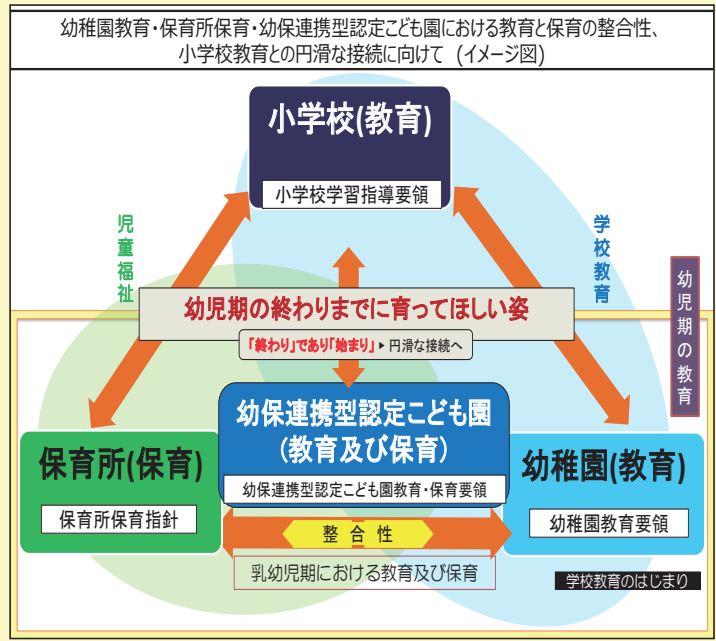 幼稚園教育・保育所保育・幼保連携型認定こども園における教育と保育の整合性、
小学校教育との円滑な接続に向けて (イメージ図)
小学校(教育)
小学校学習指導要領
児童福祉
学校教育
幼児期の教育
幼児期の終わりまでに育ってほしい姿
「終わり」であり「始まり」▶円滑な接続へ
幼保連携型認定こども園
(教育及び保育)
幼保連携型認定こども園教育・保育要領
保育所(保育)
保育所保育指針
幼稚園(教育)
幼稚園教育要領
整合性
乳幼児期における教育及び保育
学校教育のはじまり